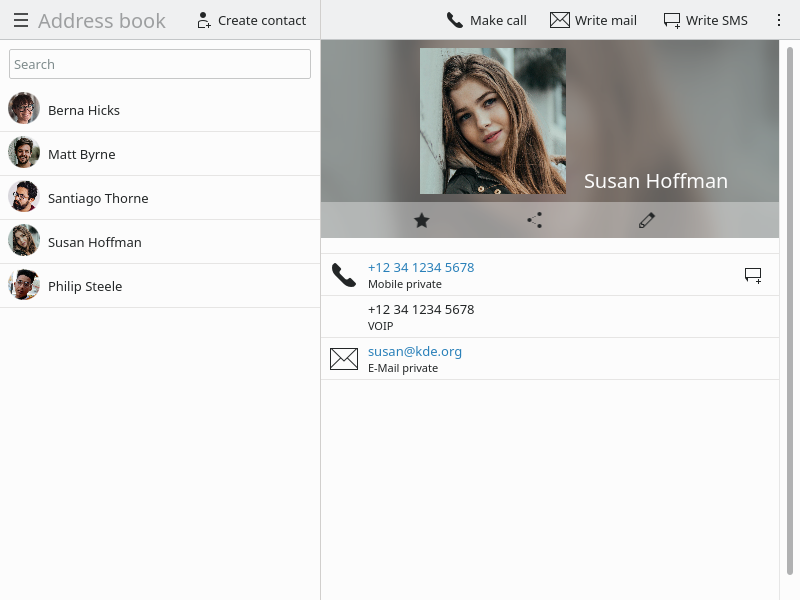 Address book
Create contact
Make call
Write mail
Write SMS
Search
Berna Hicks
Matt Byrne
Santiago Thorne
Susan Hoffman
Philip Steele
Susan Hoffman
+12 34 1234 5678
Mobile private
+12 34 1234 5678
VOIP
susan@kde.org
E-Mail private